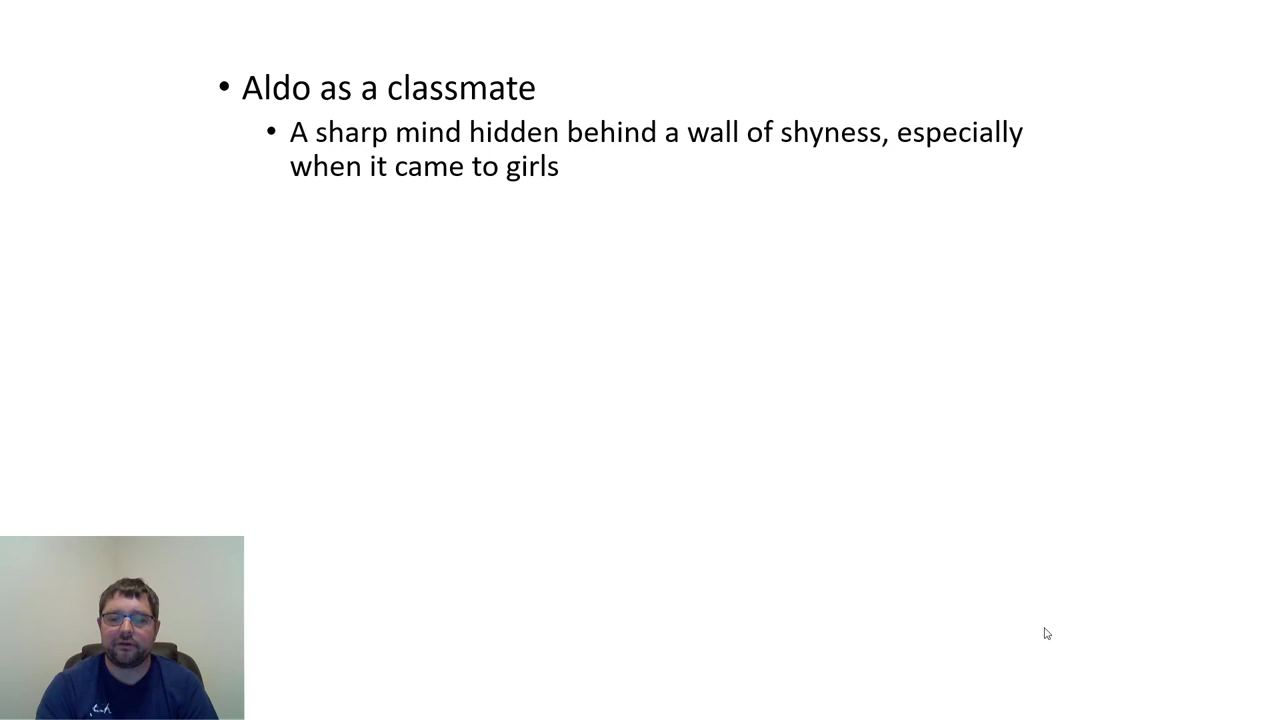 • Aldo as a classmate
• A sharp mind hidden behind a wall of shyness, especially
when it came to girls